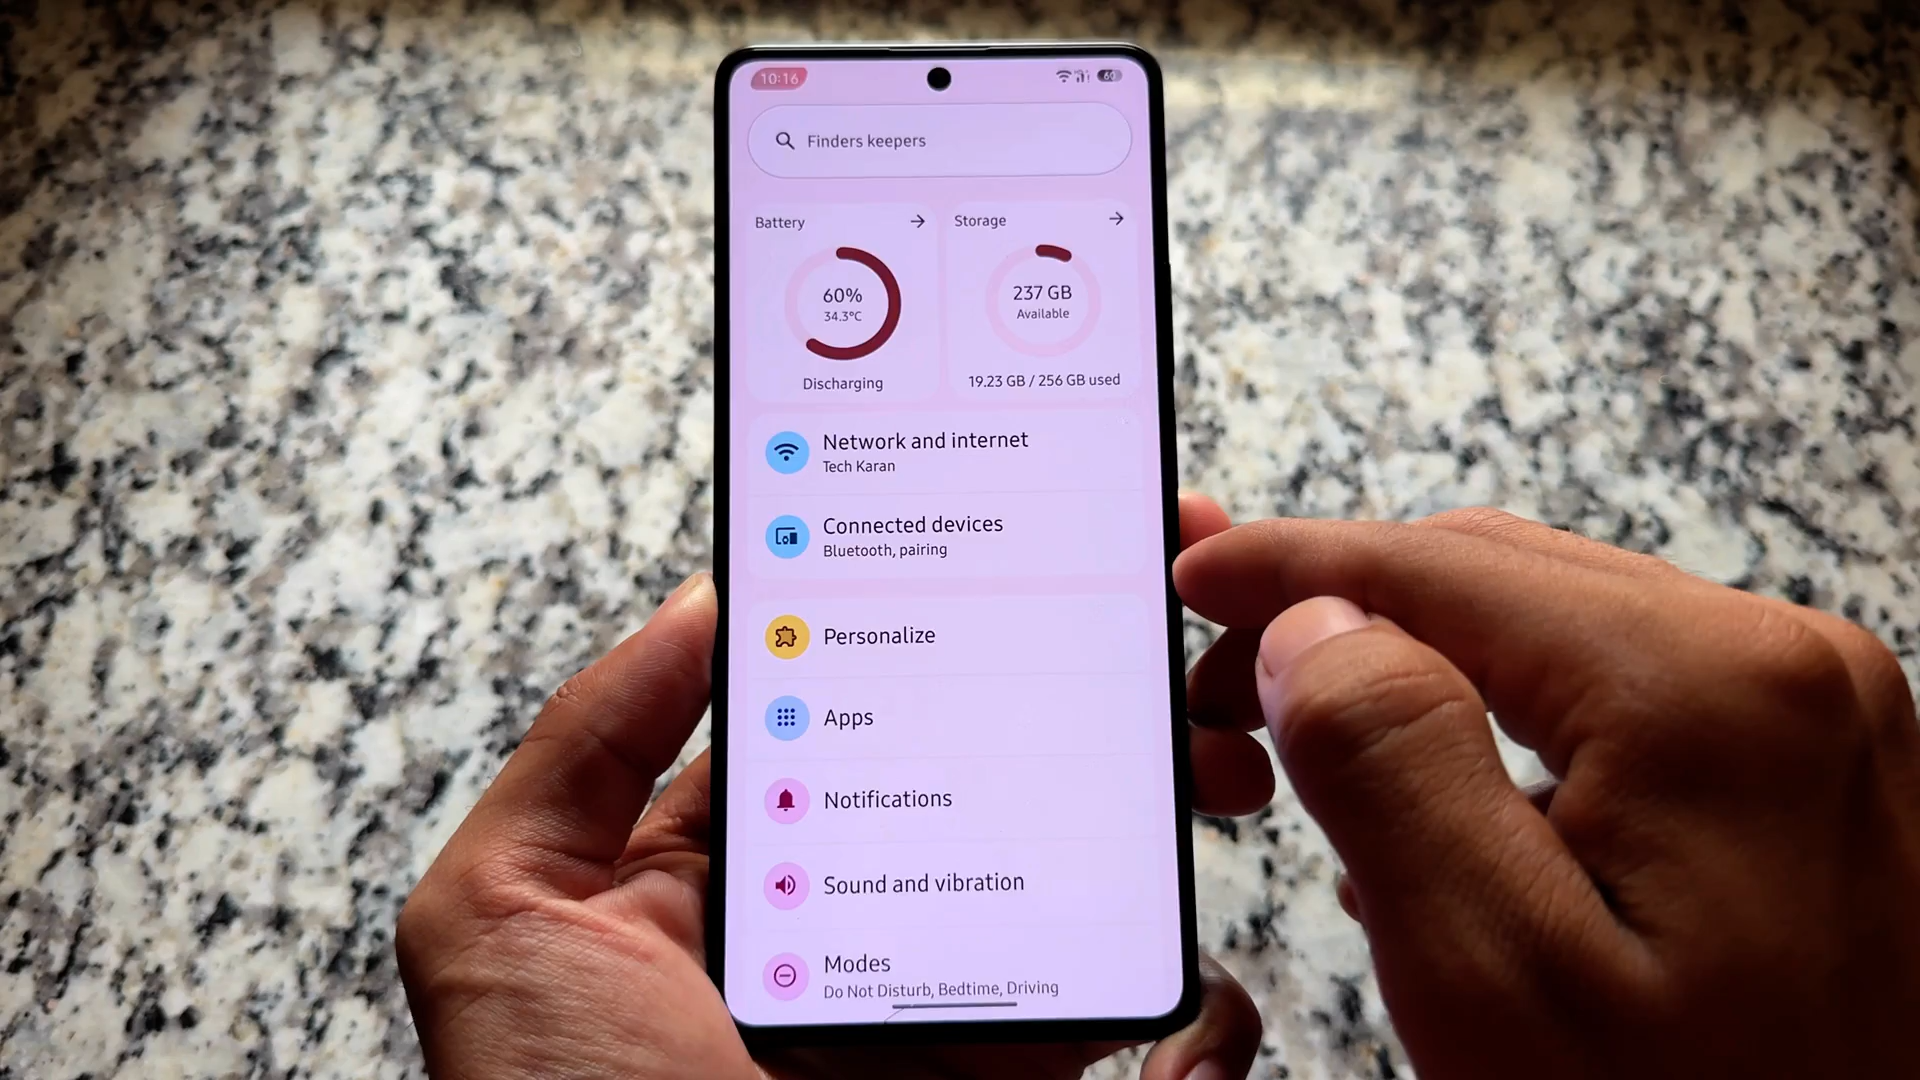 10:16
60
Finders keepers
Battery
Storage
60%
34.3°C
237 GB
Available
Discharging
19.23 GB / 256 GB used
Network and internet
Tech Karan
Connected devices
Bluetooth, pairing
Personalize
Apps
Notifications
Sound and vibration
Modes
Do Not Disturb, Bedtime, Driving